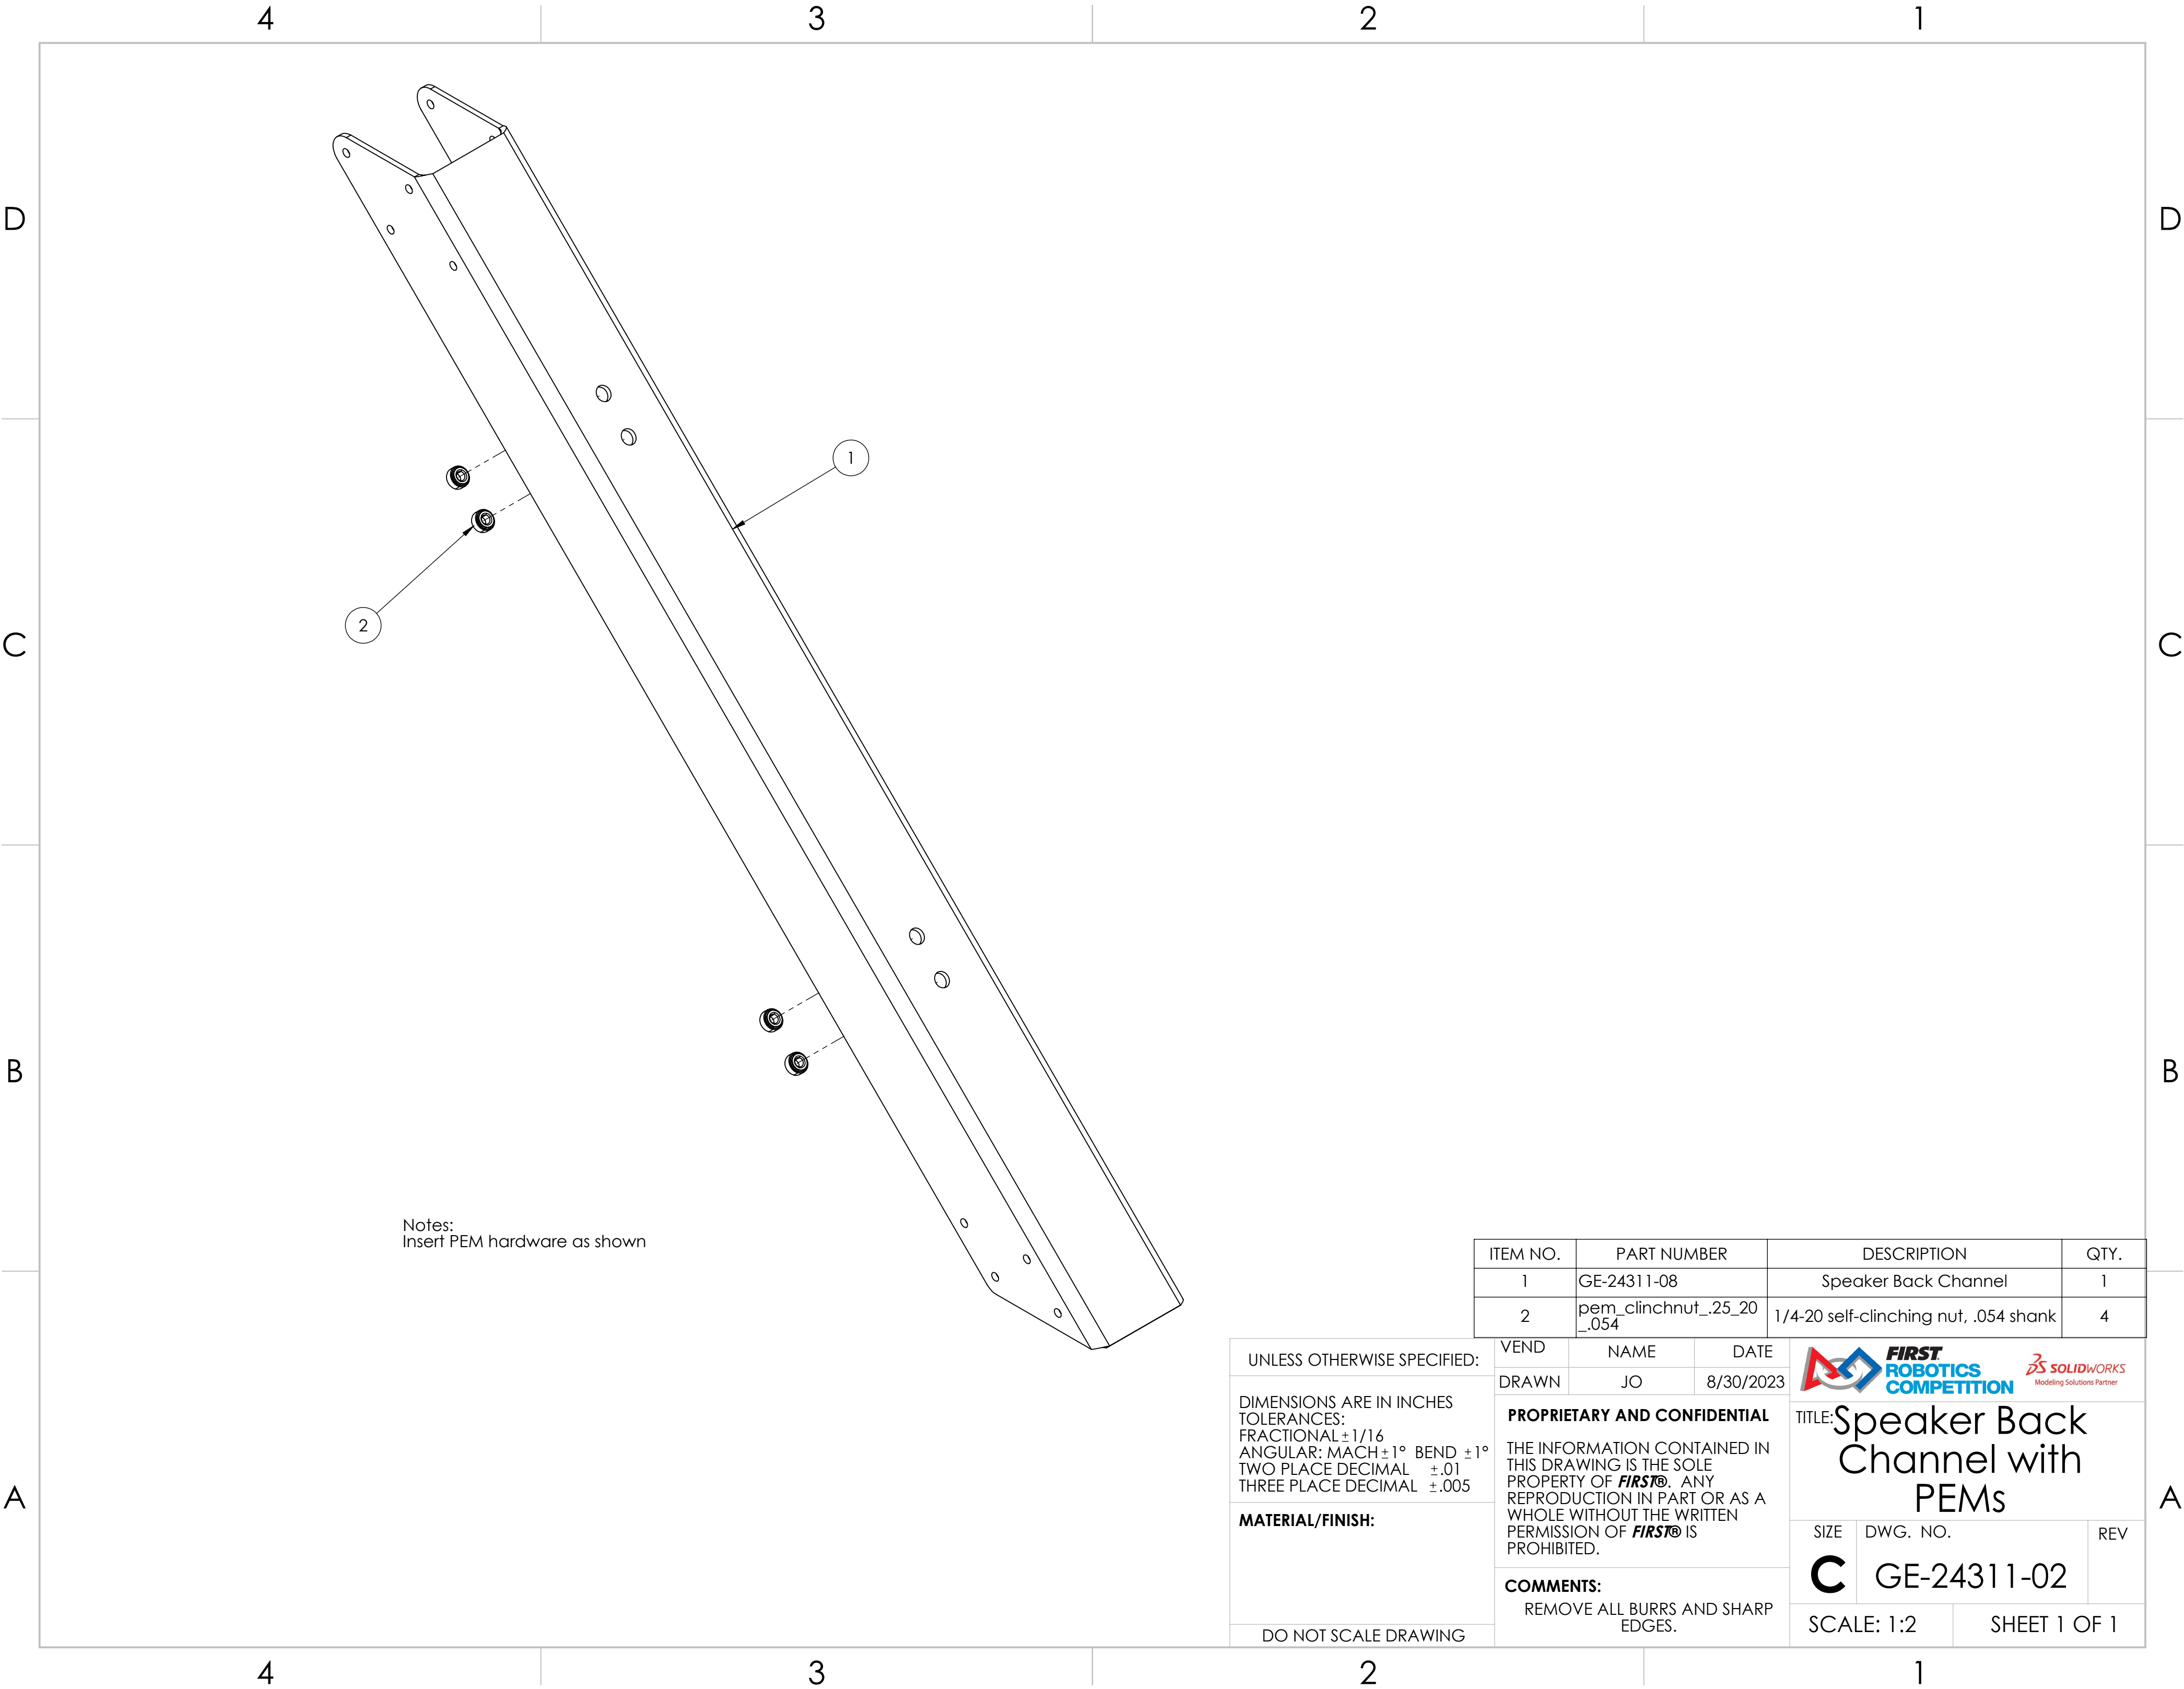 4 3 2 1
D D
1
2
C C
B B
Notes:
Insert PEM hardware as shown
ITEM NO. PART NUMBER DESCRIPTION QTY.
1 GE-24311-08 Speaker Back Channel 1
2 pem_clinchnut_.25_20 1/4-20 self-clinching nut, .054 shank 4
_.054
UNLESS OTHERWISE SPECIFIED:
DIMENSIONS ARE IN INCHES
TOLERANCES:
FRACTIONAL ±1/16
ANGULAR: MACH ±1° BEND ±1°
TWO PLACE DECIMAL ±.01
THREE PLACE DECIMAL ±.005
MATERIAL/FINISH:
DO NOT SCALE DRAWING
VEND NAME DATE
DRAWN JO 8/30/2023
PROPRIETARY AND CONFIDENTIAL
THE INFORMATION CONTAINED IN
THIS DRAWING IS THE SOLE
PROPERTY OF FIRST®. ANY
REPRODUCTION IN PART OR AS A
WHOLE WITHOUT THE WRITTEN
PERMISSION OF FIRST® IS
PROHIBITED.
COMMENTS:
REMOVE ALL BURRS AND SHARP
EDGES.
FIRST
ROBOTICS
COMPETITION
SOLIDWORKS
Modeling Solutions Partner
TITLE: Speaker Back
Channel with
PEMs
SIZE DWG. NO. REV
C GE-24311-02
SCALE: 1:2 SHEET 1 OF 1
A A
4 3 2 1